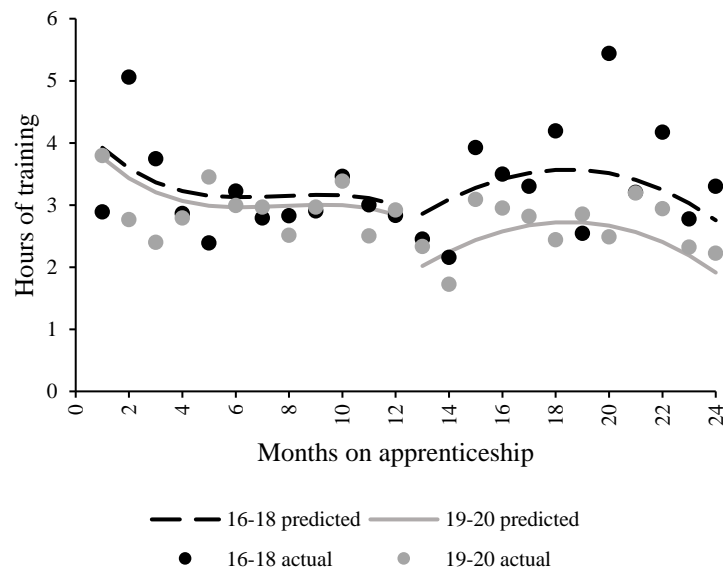 6
5
4
3
2
1
0
Hours of training
0 2 4 6 8 10 12 14 16 18 20 22 24
Months on apprenticeship
16-18 predicted 19-20 predicted
16-18 actual 19-20 actual